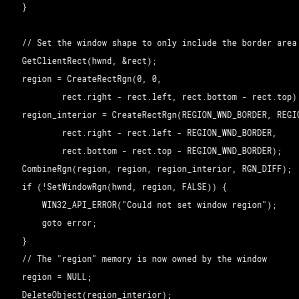 }
// Set the window shape to only include the border area
GetClientRect(hwnd, &rect);
region = CreateRectRgn(0, 0,
rect.right - rect.left, rect.bottom - rect.top)
region_interior = CreateRectRgn(REGION_WND_BORDER, REGIO
rect.right - rect.left - REGION_WND_BORDER,
rect.bottom - rect.top - REGION_WND_BORDER);
CombineRgn(region, region, region_interior, RGN_DIFF);
if (!SetWindowRgn(hwnd, region, FALSE)) {
WIN32_API_ERROR("Could not set window region");
goto error;
}
// The "region" memory is now owned by the window
region = NULL;
DeleteObject(region_interior);